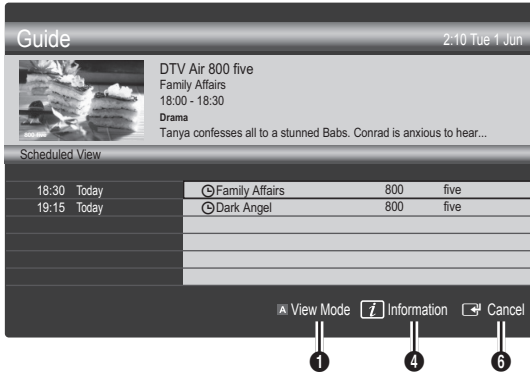 Guide 2:10 Tue 1 Jun
DTV Air 800 five
Family Affairs
18:00 - 18:30
Drama
Tanya confesses all to a stunned Babs. Conrad is anxious to hear...
800 five
Scheduled View
18:30 Today Family Affairs 800 five
19:15 Today Dark Angel 800 five
A View Mode i Information Cancel
1 4 6